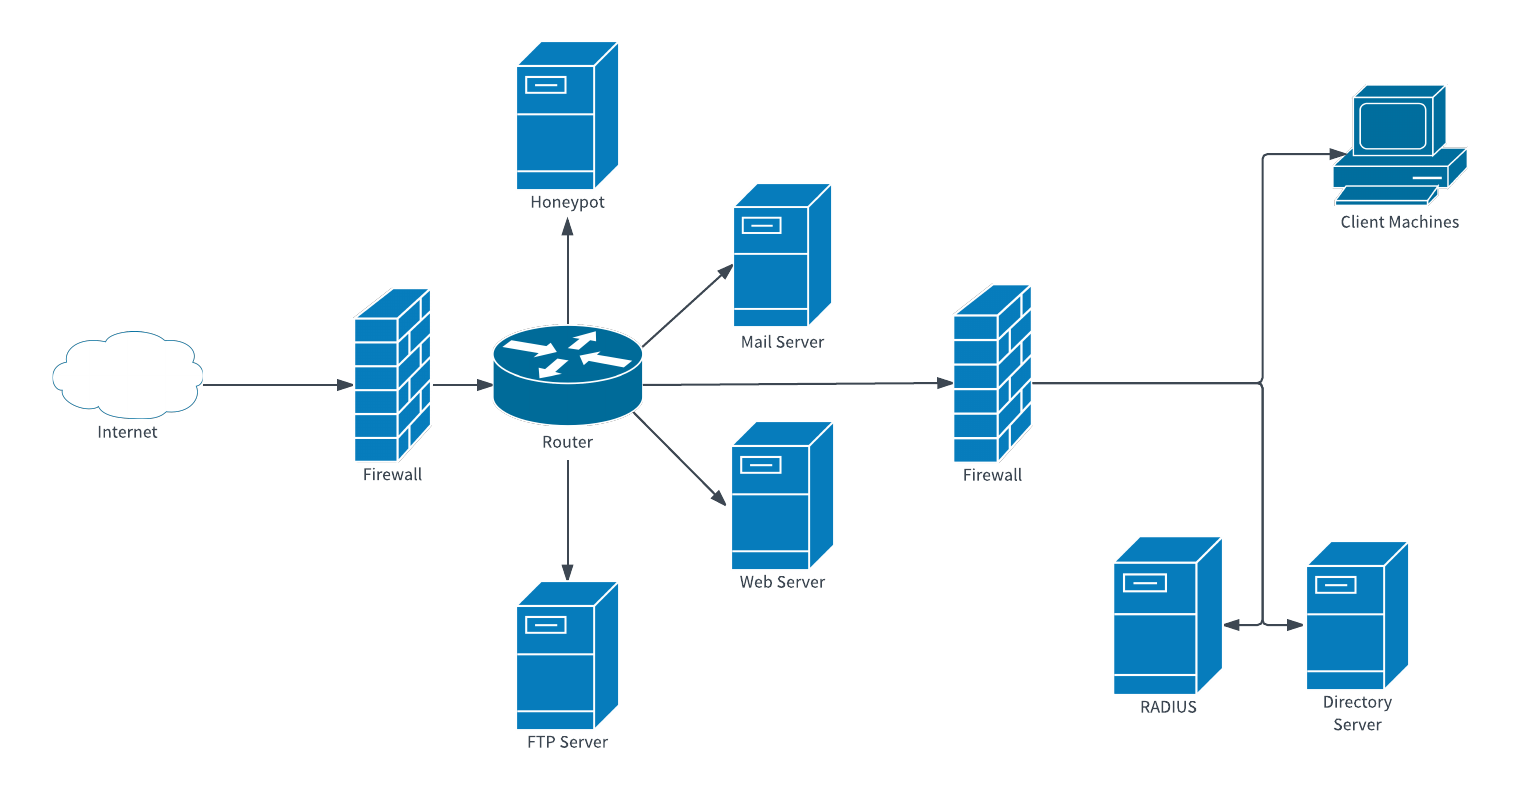 Honeypot
Client Machines
Mail Server
Internet
Router
Firewall
Firewall
Web Server
RADIUS
Directory
Server
FTP Server